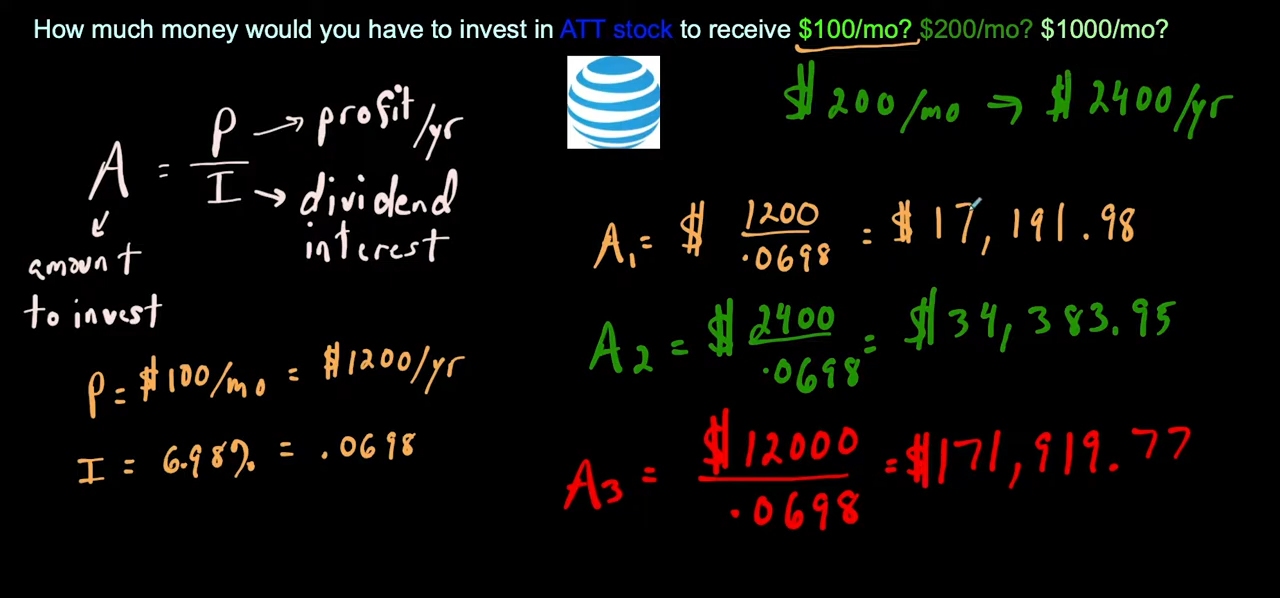 How much money would you have to invest in ATT stock to receive $100/mo? $200/mo? $1000/mo?
$200/mo → $2400/yr
A = P/I
P → profit/yr
I → dividend interest
A ↓
amount
to invest
P = $100/mo = $1200/yr
I = 6.98% = .0698
A1 = $ 1200/.0698 = $17,191.98
A2 = $2400/.0698 = $34,383.95
A3 = $12000/.0698 = $171,919.77